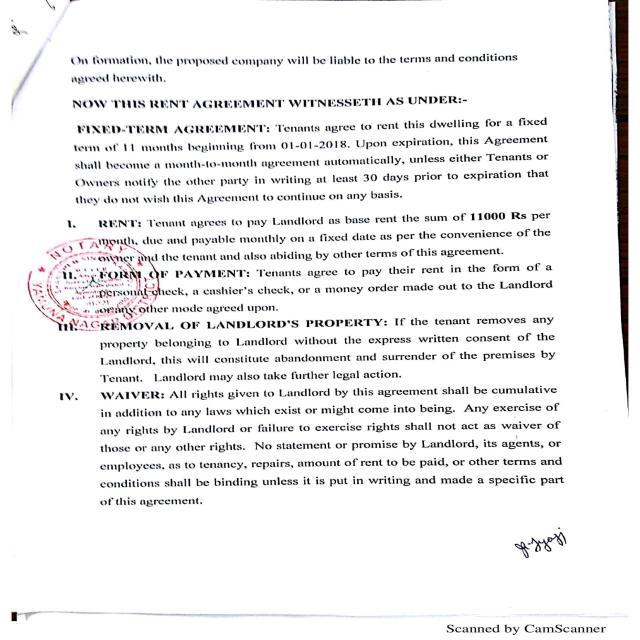 On formation, the proposed company will be liable to the terms and conditions
agreed herewith.
NOW THIS RENT AGREEMENT WITNESSETH AS UNDER:-
FIXED-TERM AGREEMENT: Tenants agree to rent this dwelling for a fixed
term of 11 months beginning from 01-01-2018. Upon expiration, this Agreement
shall become a month-to-month agreement automatically, unless either Tenants or
Owners notify the other party in writing at least 30 days prior to expiration that
they do not wish this Agreement to continue on any basis.
I. RENT: Tenant agrees to pay Landlord as base rent the sum of 11000 Rs per
month, due and payable monthly on a fixed date as per the convenience of the
owner and the tenant and also abiding by other terms of this agreement.
II. FORM OF PAYMENT: Tenants agree to pay their rent in the form of a
personal check, a cashier's check, or a money order made out to the Landlord
or any other mode agreed upon.
III. REMOVAL OF LANDLORD'S PROPERTY: If the tenant removes any
property belonging to Landlord without the express written consent of the
Landlord, this will constitute abandonment and surrender of the premises by
Tenant. Landlord may also take further legal action.
IV. WAIVER: All rights given to Landlord by this agreement shall be cumulative
in addition to any laws which exist or might come into being. Any exercise of
any rights by Landlord or failure to exercise rights shall not act as waiver of
those or any other rights. No statement or promise by Landlord, its agents, or
employees, as to tenancy, repairs, amount of rent to be paid, or other terms and
conditions shall be binding unless it is put in writing and made a specific part
of this agreement.
NOTARY
YAMUNA NAGAR
Scanned by CamScanner